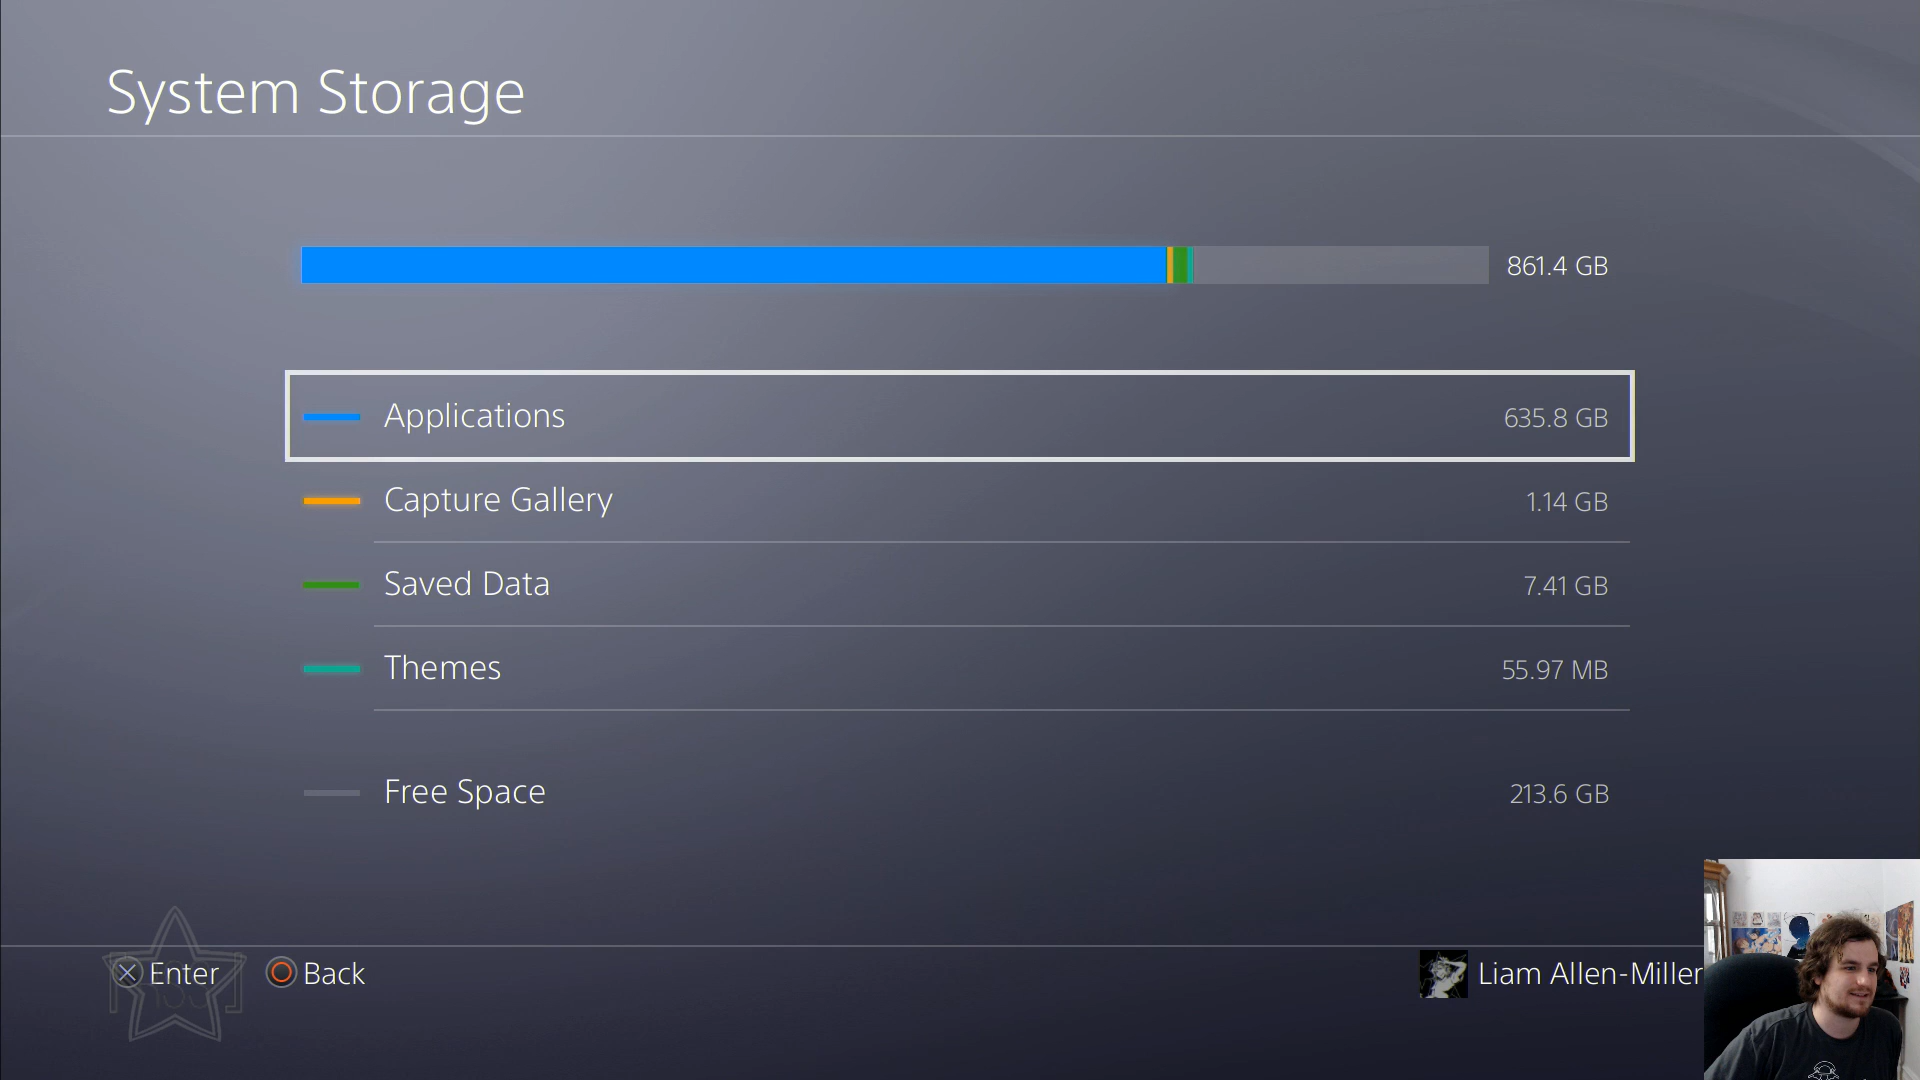 System Storage
861.4 GB
Applications 635.8 GB
Capture Gallery 1.14 GB
Saved Data 7.41 GB
Themes 55.97 MB
Free Space 213.6 GB
Enter Back Liam Allen-Miller